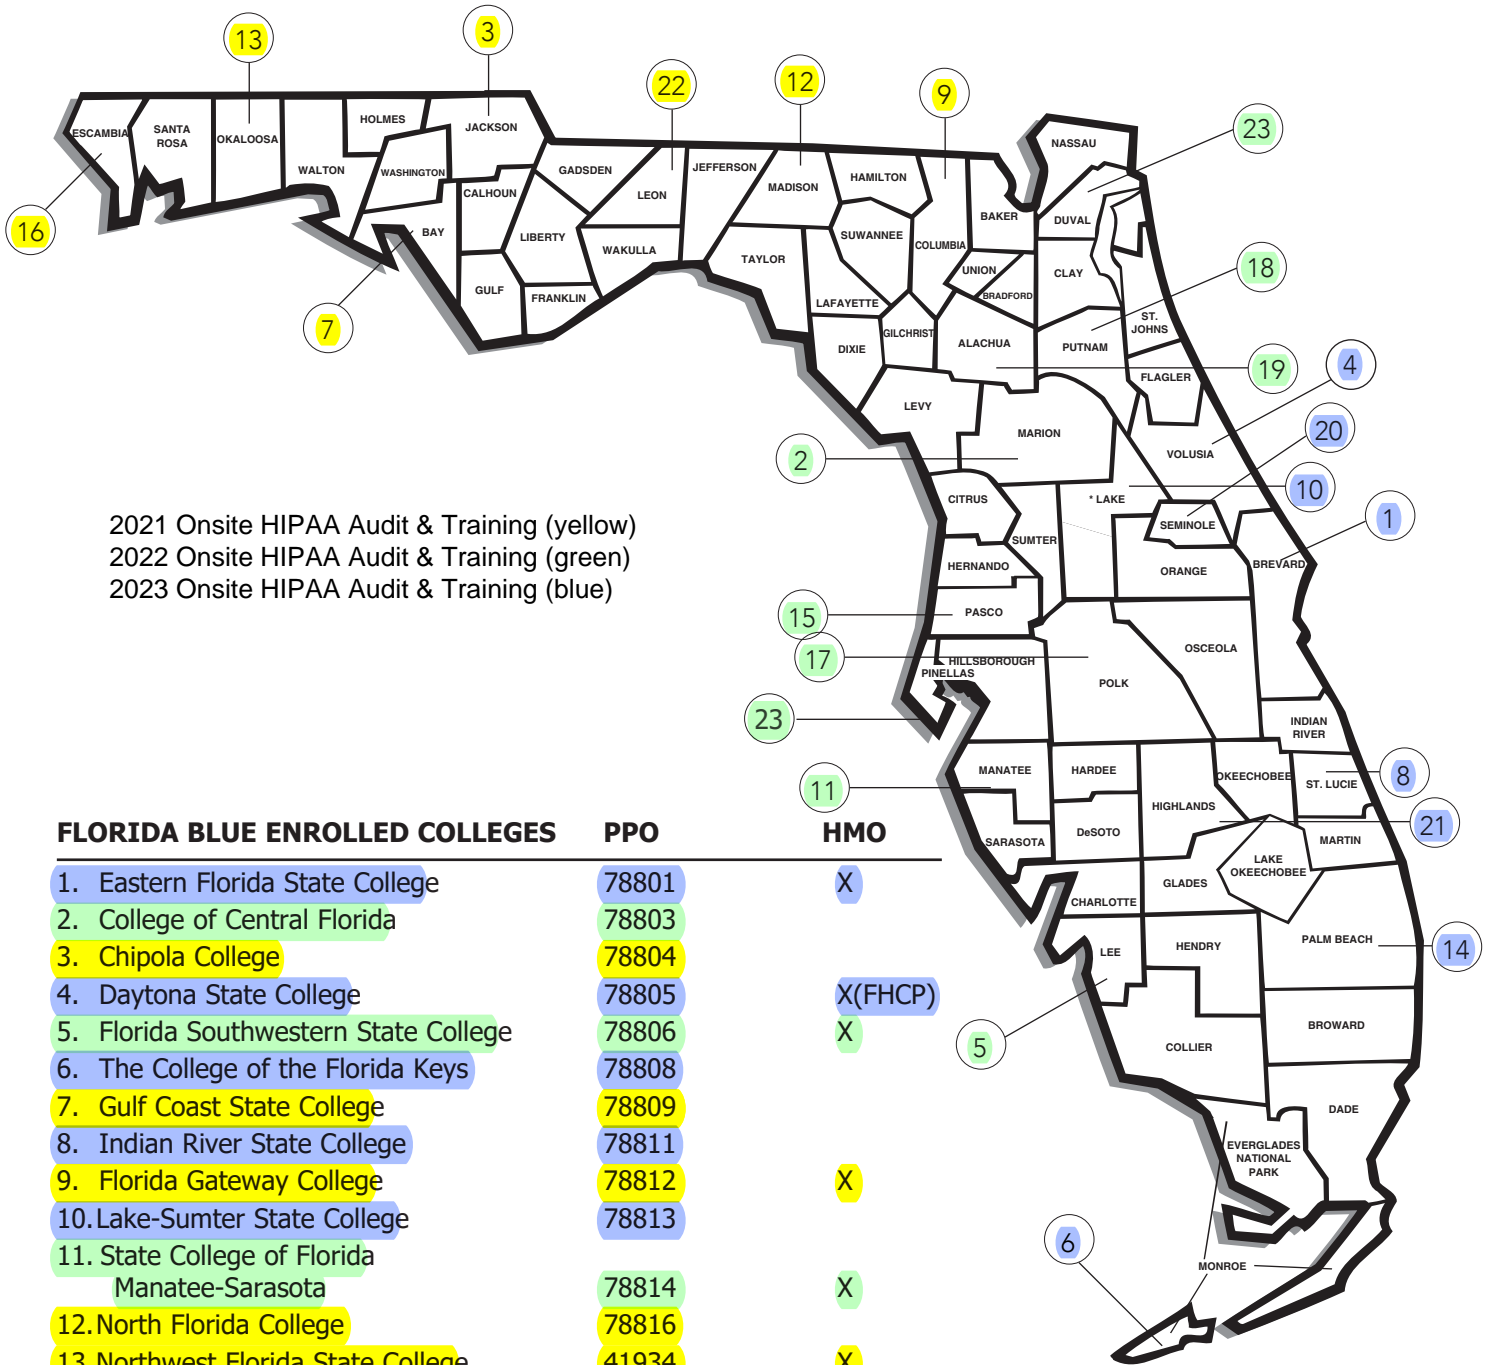 13
3
22
12
9
23
NASSAU
HOLMES
JACKSON
ESCAMBIA
SANTA
ROSA
OKALOOSA
WALTON
WASHINGTON
GADSDEN
JEFFERSON
MADISON
HAMILTON
CALHOUN
LEON
BAKER
DUVAL
16
BAY
LIBERTY
WAKULLA
SUWANNEE
COLUMBIA
TAYLOR
UNION
CLAY
18
GULF
FRANKLIN
BRADFORD
LAFAYETTE
ST.
JOHNS
7
GILCHRIST
DIXIE
ALACHUA
PUTNAM
19
4
FLAGLER
LEVY
MARION
20
VOLUSIA
2
CITRUS
* LAKE
10
1
SEMINOLE
2021 Onsite HIPAA Audit & Training (yellow)
2022 Onsite HIPAA Audit & Training (green)
2023 Onsite HIPAA Audit & Training (blue)
SUMTER
HERNANDO
ORANGE
BREVARD
15
PASCO
17
HILLSBOROUGH
PINELLAS
OSCEOLA
POLK
23
INDIAN
RIVER
MANATEE
HARDEE
OKEECHOBEE
ST. LUCIE
8
11
HIGHLANDS
21
SARASOTA
DeSOTO
MARTIN
LAKE
OKEECHOBEE
GLADES
CHARLOTTE
LEE
HENDRY
PALM BEACH
14
5
COLLIER
BROWARD
DADE
EVERGLADES
NATIONAL
PARK
6
MONROE
FLORIDA BLUE ENROLLED COLLEGES PPO HMO
1. Eastern Florida State College 78801 X
2. College of Central Florida 78803
3. Chipola College 78804
4. Daytona State College 78805 X(FHCP)
5. Florida Southwestern State College 78806 X
6. The College of the Florida Keys 78808
7. Gulf Coast State College 78809
8. Indian River State College 78811
9. Florida Gateway College 78812 X
10. Lake-Sumter State College 78813
11. State College of Florida
Manatee-Sarasota 78814 X
12. North Florida College 78816
13. Northwest Florida State College 41934 X